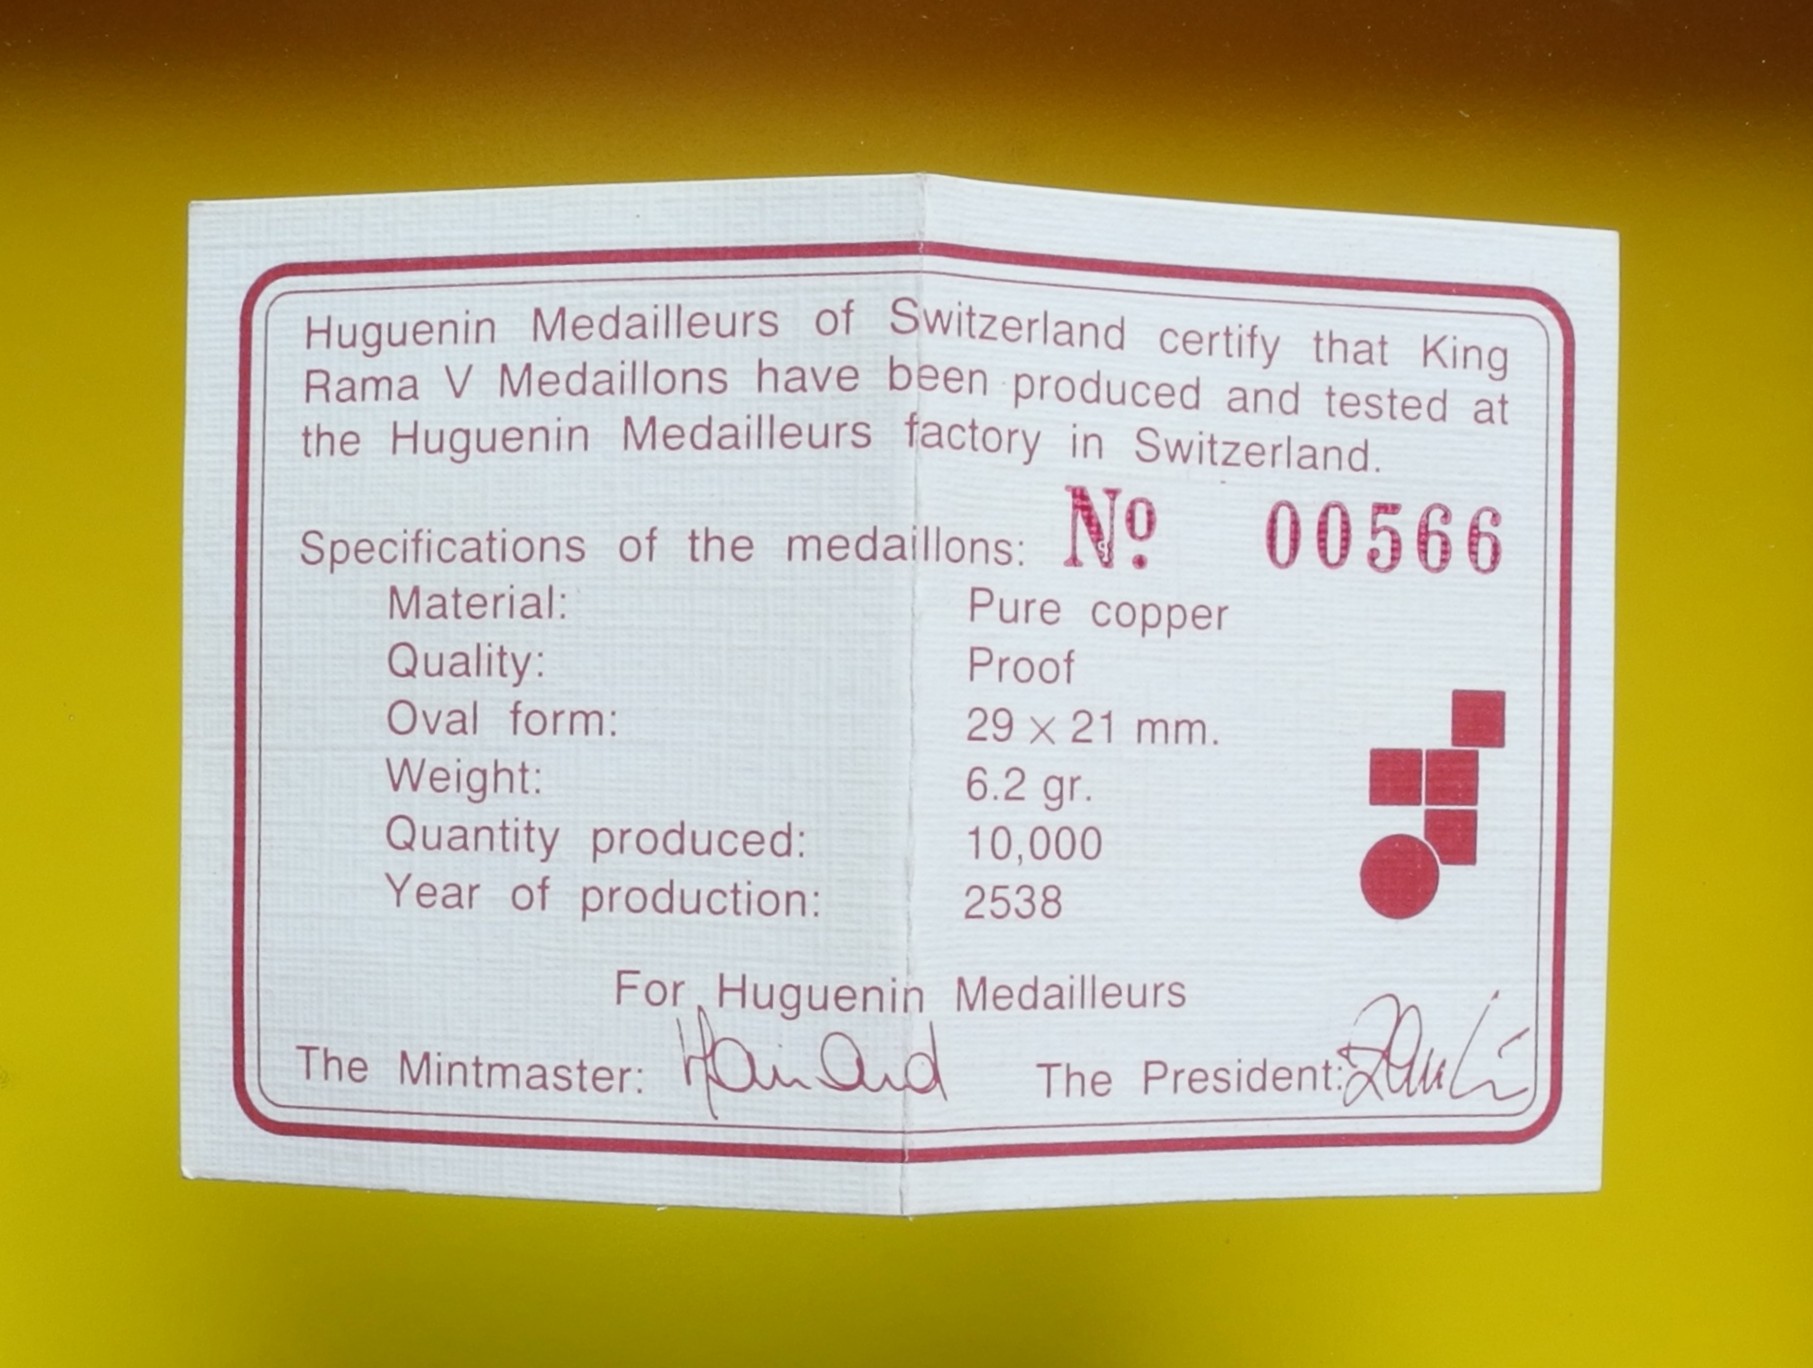 Huguenin Medailleurs of Switzerland certify that King
Rama V Medaillons have been produced and tested at
the Huguenin Medailleurs factory in Switzerland.
Specifications of the medaillons: Nº 00566
Material: Pure copper
Quality: Proof
Oval form: 29 × 21 mm.
Weight: 6.2 gr.
Quantity produced: 10,000
Year of production: 2538
For Huguenin Medailleurs
The Mintmaster: The President: